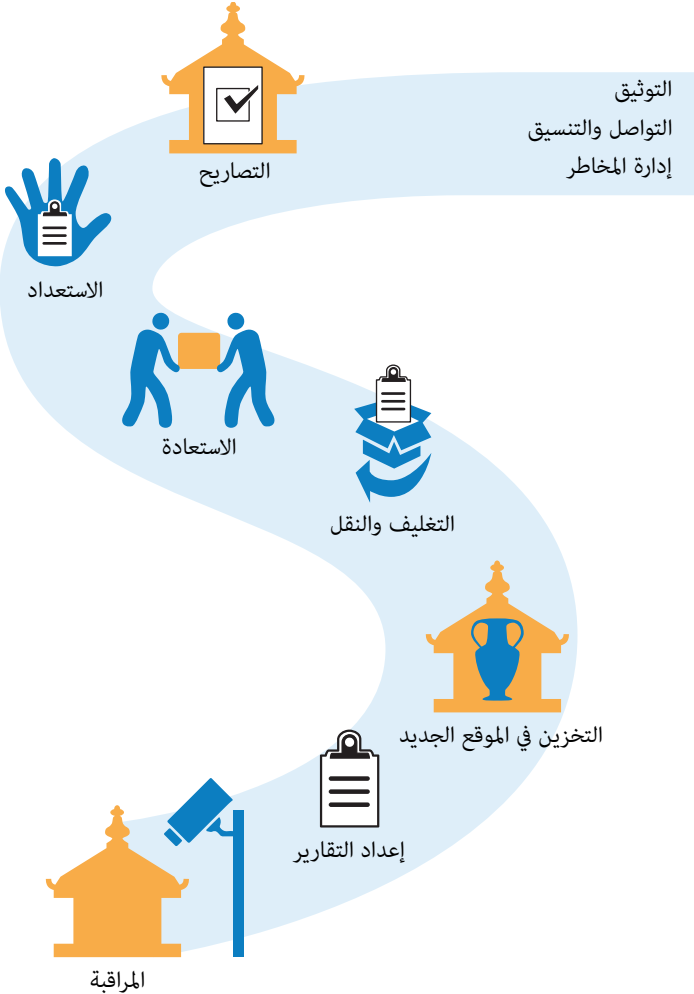 التوثيق
التواصل والتنسيق
إدارة المخاطر
التصاريح
الاستعداد
الاستعادة
التغليف والنقل
التخزين في الموقع الجديد
إعداد التقارير
المراقبة